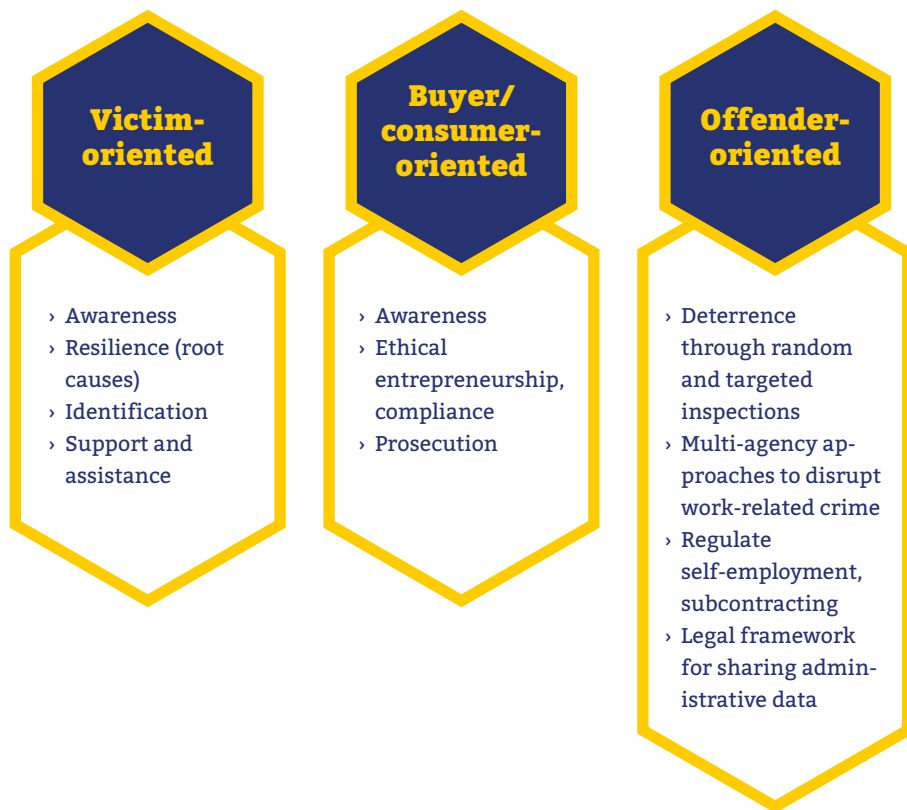 Victim-
oriented
› Awareness
› Resilience (root
causes)
› Identification
› Support and
assistance
Buyer/
consumer-
oriented
› Awareness
› Ethical
entrepreneurship,
compliance
› Prosecution
Offender-
oriented
› Deterrence
through random
and targeted
inspections
› Multi-agency ap-
proaches to disrupt
work-related crime
› Regulate
self-employment,
subcontracting
› Legal framework
for sharing admin-
istrative data